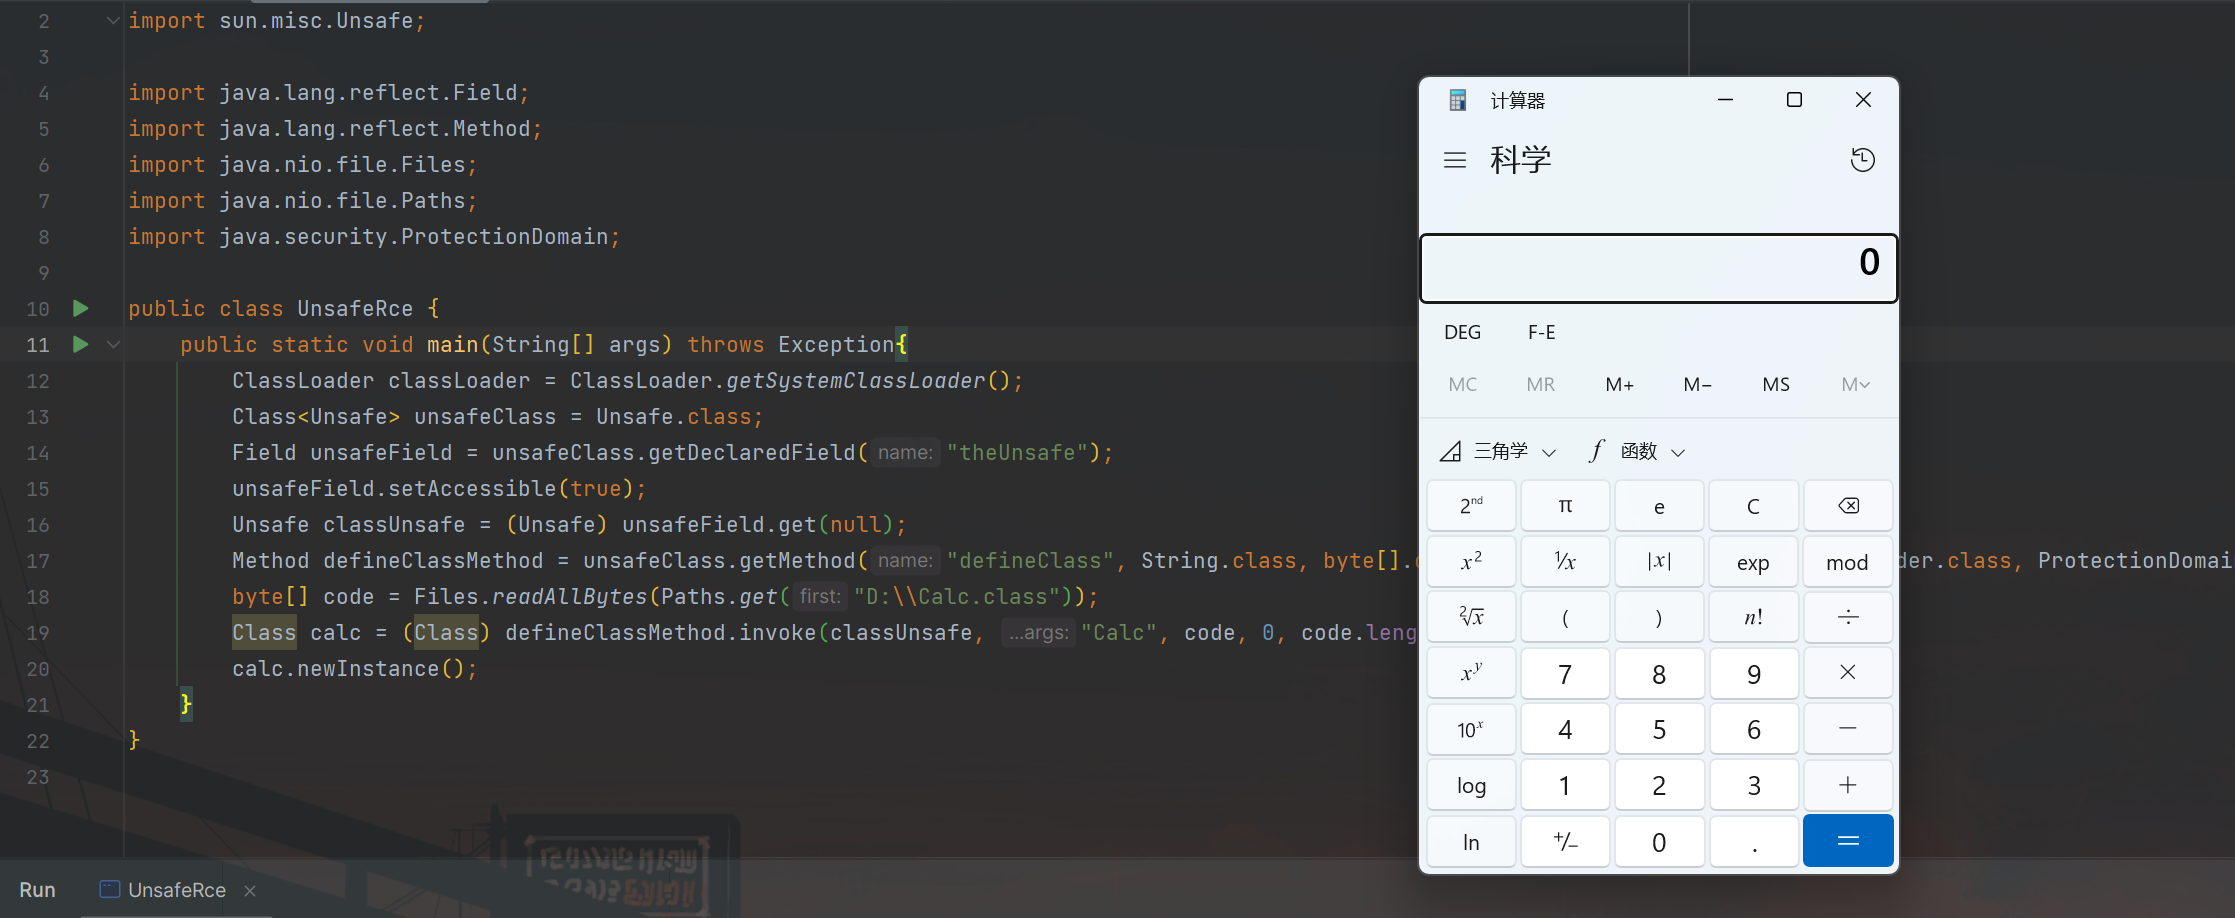 2 import sun.misc.Unsafe;
3
4 import java.lang.reflect.Field;
5 import java.lang.reflect.Method;
6 import java.nio.file.Files;
7 import java.nio.file.Paths;
8 import java.security.ProtectionDomain;
9
10 public class UnsafeRce {
11 public static void main(String[] args) throws Exception{
12 ClassLoader classLoader = ClassLoader.getSystemClassLoader();
13 Class<Unsafe> unsafeClass = Unsafe.class;
14 Field unsafeField = unsafeClass.getDeclaredField( name: "theUnsafe");
15 unsafeField.setAccessible(true);
16 Unsafe classUnsafe = (Unsafe) unsafeField.get(null);
17 Method defineClassMethod = unsafeClass.getMethod( name: "defineClass", String.class, byte[]. der.class, ProtectionDomai
18 byte[] code = Files.readAllBytes(Paths.get( first: "D:\\Calc.class"));
19 Class calc = (Class) defineClassMethod.invoke(classUnsafe, ...args: "Calc", code, 0, code.leng
20 calc.newInstance();
21 }
22 }
23
Run UnsafeRce ×
计算器
科学
0
DEG F-E
MC MR M+ M− MS M
三角学 f 函数
2nd π e C
x² ¹/x |x| exp mod
²√x ( ) n! ÷
xʸ 7 8 9 ×
10ˣ 4 5 6 −
log 1 2 3 +
ln +/− 0 . =